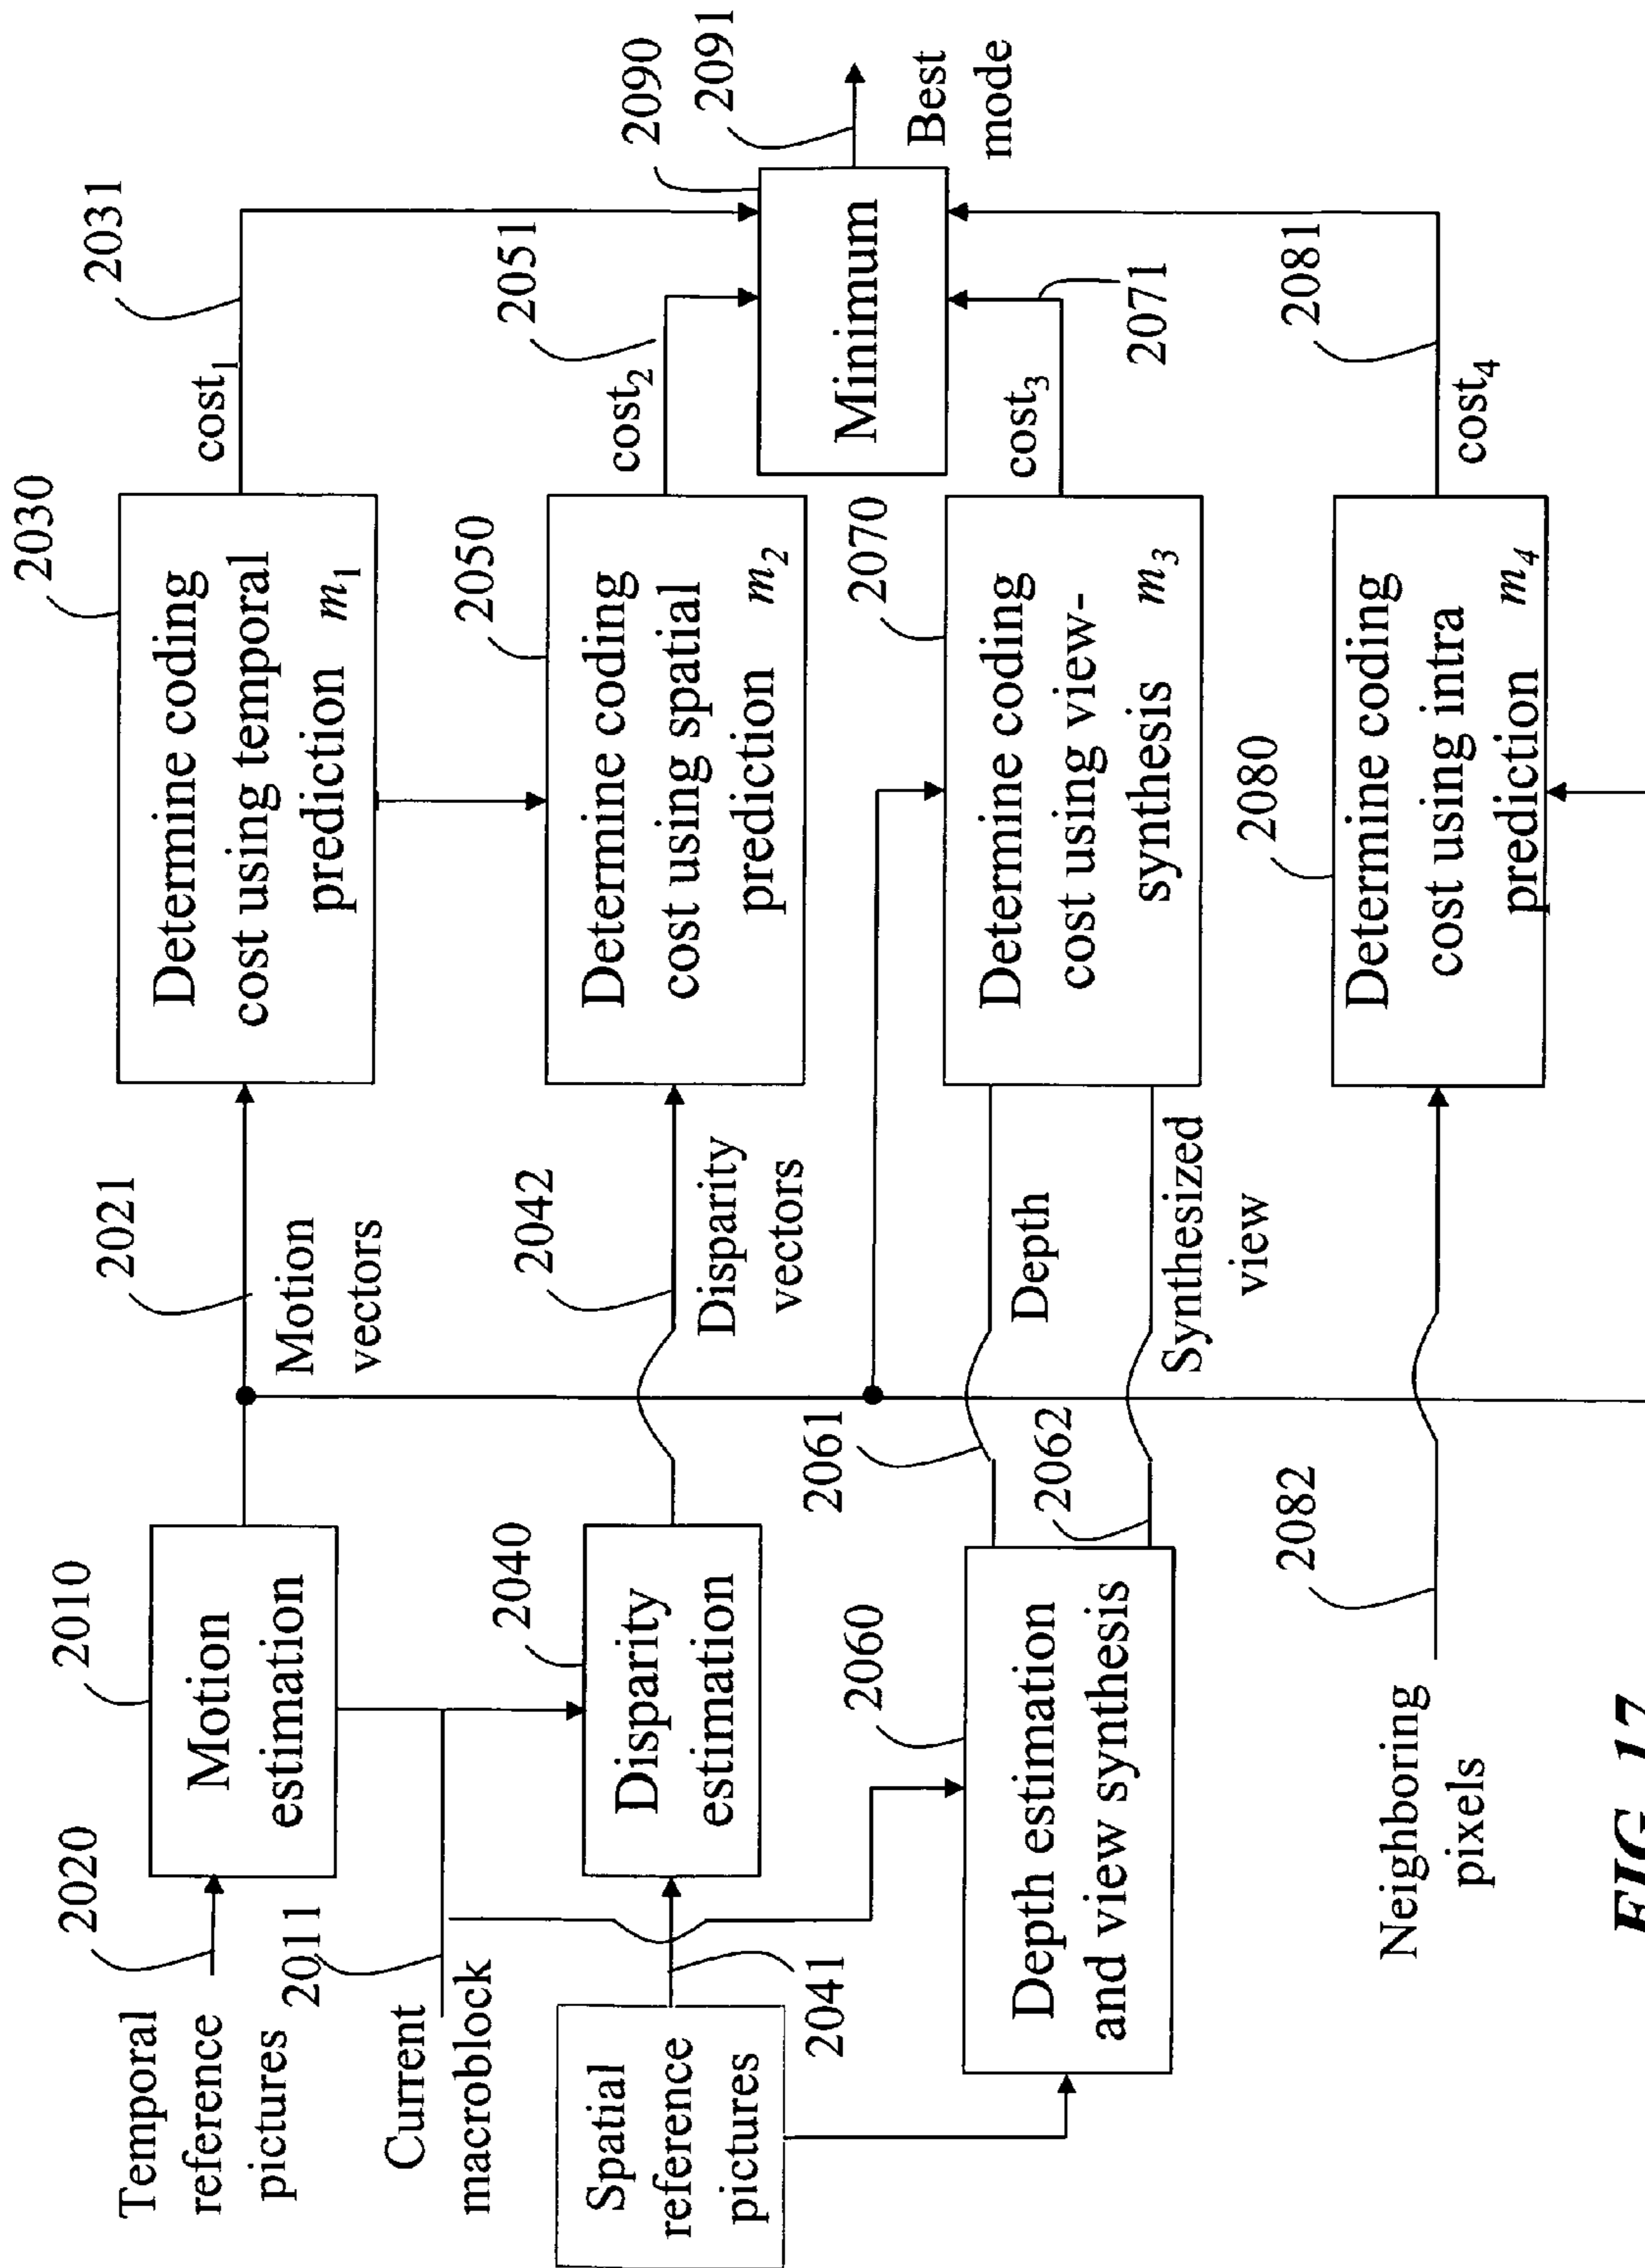 2010
Motion
estimation
2020
Temporal
reference
pictures
2011
Current
macroblock
2021
Motion
vectors
2030
Determine coding
cost using temporal
prediction m₁
cost₁
2031
2040
Disparity
estimation
Spatial
reference
pictures
2041
2042
Disparity
vectors
2050
Determine coding
cost using spatial
prediction m₂
cost₂
2051
2090
Minimum
2091
Best
mode
2060
Depth estimation
and view synthesis
2061
Depth
2062
Synthesized
view
2070
Determine coding
cost using view-
synthesis m₃
cost₃
2071
Neighboring
pixels
2082
2080
Determine coding
cost using intra
prediction m₄
cost₄
2081
FIG. 17